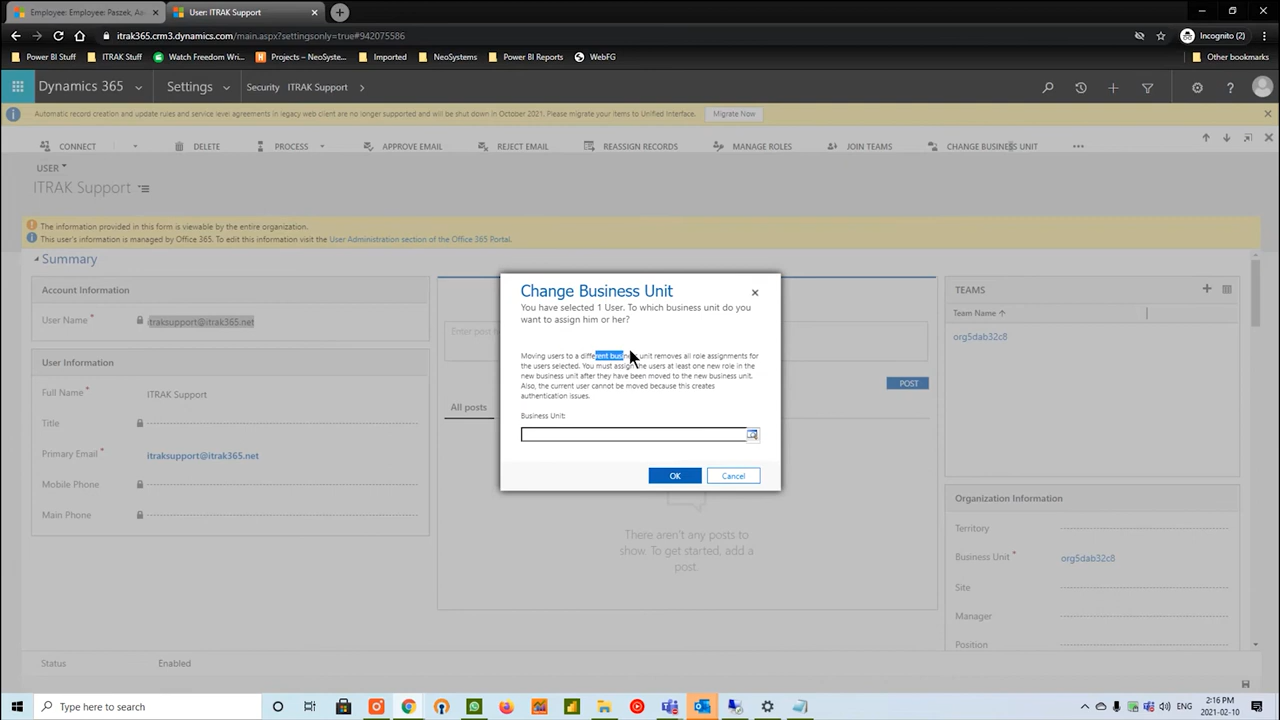 Employee: Employee: Paszek, As
User: ITRAK Support
itrak365.crm3.dynamics.com/main.aspx?settingsonly=true#942075586
Incognito (2)
Power BI Stuff
ITRAK Stuff
Watch Freedom Wri...
Projects – NeoSyste...
Imported
NeoSystems
Power BI Reports
WebFG
Other bookmarks
Dynamics 365
Settings
Security
ITRAK Support
Automatic record creation and update rules and service level agreements in legacy web client are no longer supported and will be shut down in October 2021. Please migrate your items to Unified Interface.
Migrate Now
CONNECT
DELETE
PROCESS
APPROVE EMAIL
REJECT EMAIL
REASSIGN RECORDS
MANAGE ROLES
JOIN TEAMS
CHANGE BUSINESS UNIT
USER
ITRAK Support
The information provided in this form is viewable by the entire organization.
This user's information is managed by Office 365. To edit this information visit the User Administration section of the Office 365 Portal.
Summary
Account Information
User Name *
itraksupport@itrak365.net
User Information
Full Name *
ITRAK Support
Title
Primary Email *
itraksupport@itrak365.net
Mobile Phone
Main Phone
Enter post
POST
All posts
There aren't any posts to
show. To get started, add a
post.
Change Business Unit
You have selected 1 User. To which business unit do you
want to assign him or her?
Moving users to a different business unit removes all role assignments for
the users selected. You must assign the users at least one new role in the
new business unit after they have been moved to the new business unit.
Also, the current user cannot be moved because this creates
authentication issues.
Business Unit:
OK
Cancel
TEAMS
Team Name
org5dab32c8
Organization Information
Territory
Business Unit *
org5dab32c8
Site
Manager
Position
Status
Enabled
Type here to search
ENG
2:16 PM
2021-02-10